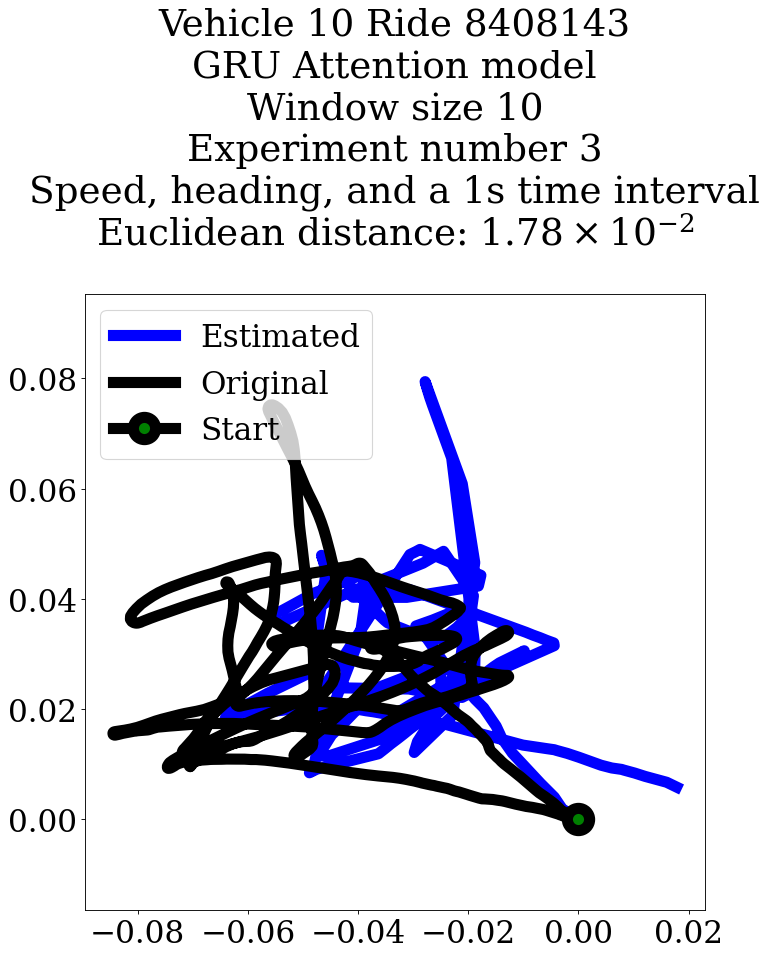 Vehicle 10 Ride 8408143
GRU Attention model
Window size 10
Experiment number 3
Speed, heading, and a 1s time interval
Euclidean distance: 1.78 × 10⁻²
Estimated
Original
Start
0.08
0.06
0.04
0.02
0.00
−0.08 −0.06 −0.04 −0.02 0.00 0.02